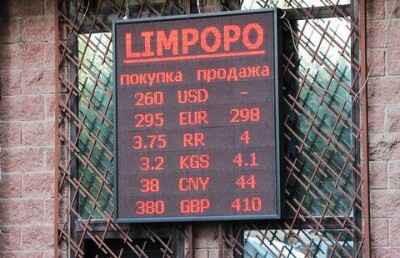 LIMPOPO
покупка продажа
260 USD -
295 EUR 298
3.75 RR 4
3.2 KGS 4.1
38 CNY 44
380 GBP 410